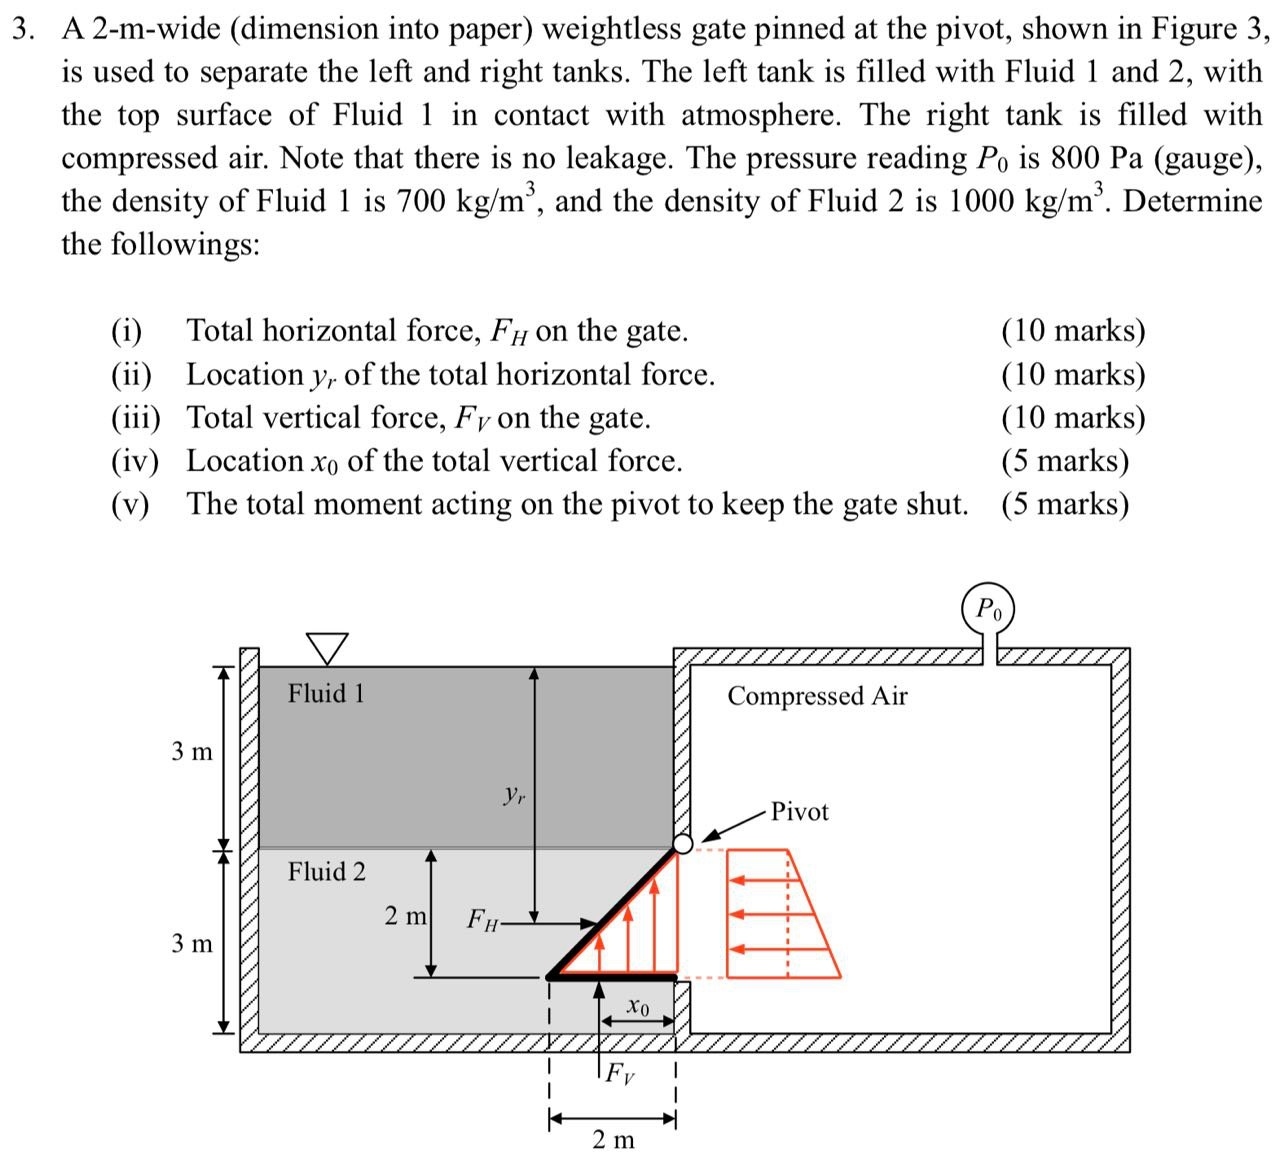 3. A 2-m-wide (dimension into paper) weightless gate pinned at the pivot, shown in Figure 3,
is used to separate the left and right tanks. The left tank is filled with Fluid 1 and 2, with
the top surface of Fluid 1 in contact with atmosphere. The right tank is filled with
compressed air. Note that there is no leakage. The pressure reading P₀ is 800 Pa (gauge),
the density of Fluid 1 is 700 kg/m³, and the density of Fluid 2 is 1000 kg/m³. Determine
the followings:
(i) Total horizontal force, F_H on the gate. (10 marks)
(ii) Location y_r of the total horizontal force. (10 marks)
(iii) Total vertical force, F_V on the gate. (10 marks)
(iv) Location x₀ of the total vertical force. (5 marks)
(v) The total moment acting on the pivot to keep the gate shut. (5 marks)
P₀
Fluid 1
Compressed Air
3 m
y_r
Pivot
Fluid 2
2 m
F_H
3 m
x₀
F_V
2 m